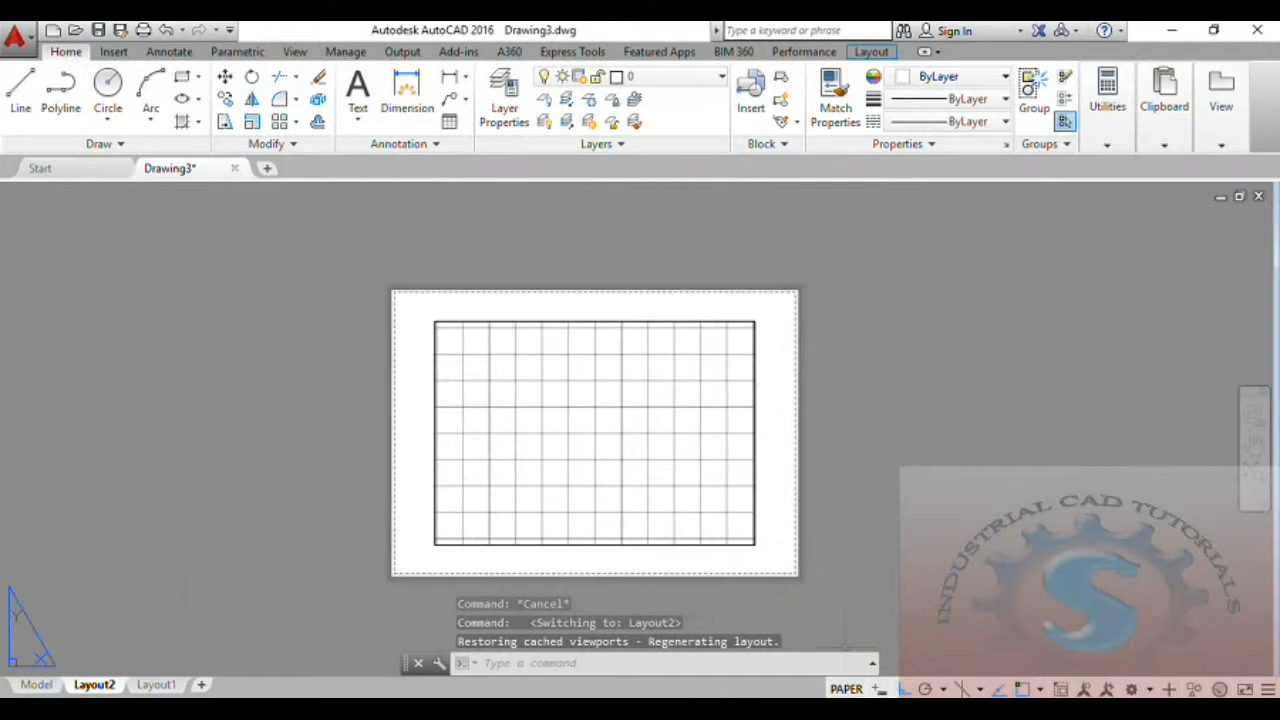 Autodesk AutoCAD 2016 Drawing3.dwg
Type a keyword or phrase
Sign In
Home Insert Annotate Parametric View Manage Output Add-ins A360 Express Tools Featured Apps BIM 360 Performance Layout
Line Polyline Circle Arc
Text Dimension
Layer Properties
0
Insert
Match Properties
ByLayer
ByLayer
ByLayer
Group
Utilities
Clipboard
View
Draw Modify Annotation Layers Block Properties Groups
Start Drawing3*
INDUSTRIAL CAD TUTORIALS
S
Y
X
Command: *Cancel*
Command: <Switching to: Layout2>
Restoring cached viewports - Regenerating layout.
Type a command
Model Layout2 Layout1
PAPER